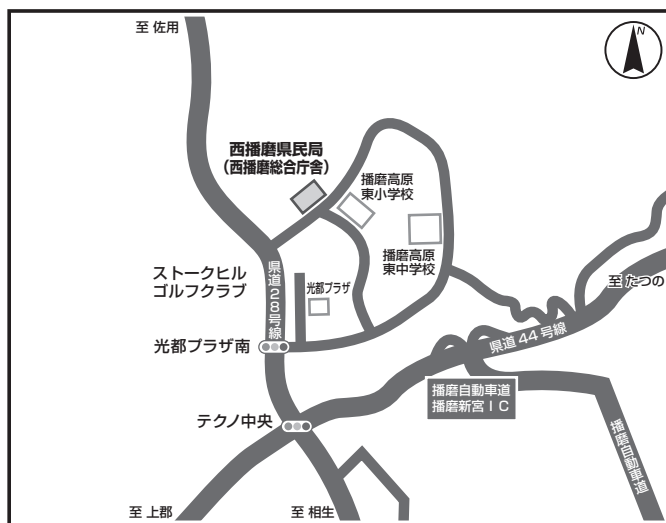 至 佐用
N
西播磨県民局
(西播磨総合庁舎)
播磨高原
東小学校
播磨高原
東中学校
ストークヒル
ゴルフクラブ
県道28号線
光都プラザ
至 たつの
光都プラザ南
県道44号線
播磨自動車道
播磨新宮IC
テクノ中央
播磨自動車道
至 上郡
至 相生